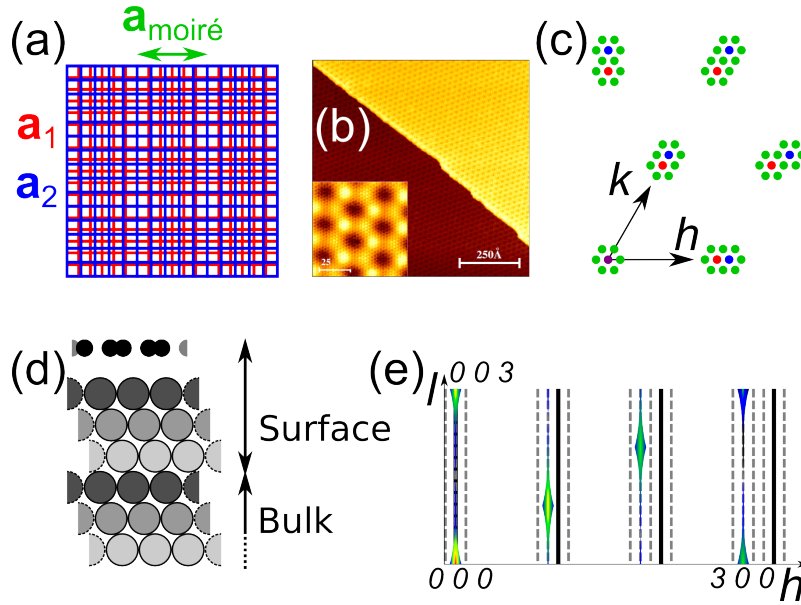 (a)
a moiré
a1
a2
(b)
25
250Å
(c)
k
h
(d)
Surface
Bulk
(e)
l
0 0 3
0 0 0
3 0 0
h